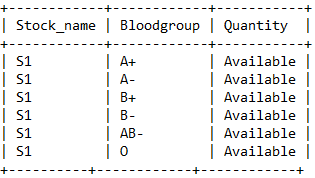 +------------+------------+-----------+
| Stock_name | Bloodgroup | Quantity  |
+------------+------------+-----------+
| S1         | A+         | Available |
| S1         | A-         | Available |
| S1         | B+         | Available |
| S1         | B-         | Available |
| S1         | AB-        | Available |
| S1         | O          | Available |
+----------+------------+------------+